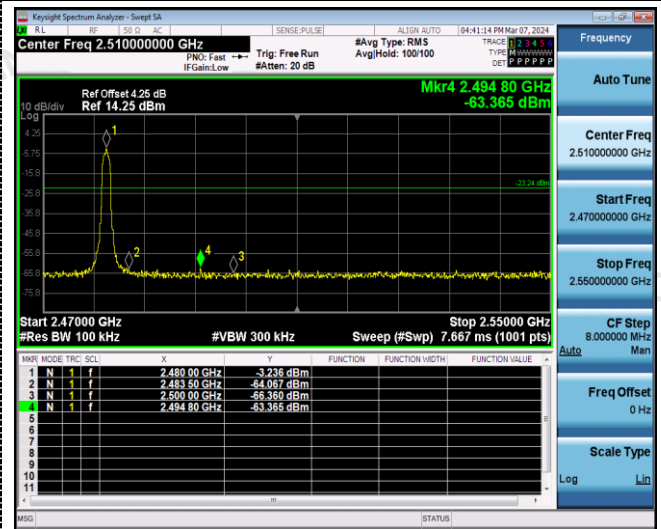 Keysight Spectrum Analyzer - Swept SA
RL RF 50 Ω AC SENSE:PULSE ALIGN AUTO 04:41:14 PM Mar 07, 2024
Center Freq 2.510000000 GHz
PNO: Fast
IFGain:Low
Trig: Free Run
#Atten: 20 dB
#Avg Type: RMS
Avg|Hold: 100/100
TRACE 1 2 3 4 5 6
TYPE M WWWWW
DET P P P P P P
Ref Offset 4.25 dB
Ref 14.25 dBm
10 dB/div
Log
Mkr4 2.494 80 GHz
-63.365 dBm
4.25
-5.75
-15.8
-25.8
-35.8
-45.8
-55.8
-65.8
-75.8
1
2
4
3
-23.24 dBm
Start 2.47000 GHz
Stop 2.55000 GHz
#Res BW 100 kHz #VBW 300 kHz Sweep (#Swp) 7.667 ms (1001 pts)
MKR MODE TRC SCL X Y FUNCTION FUNCTION WIDTH FUNCTION VALUE
1 N 1 f 2.480 00 GHz -3.236 dBm
2 N 1 f 2.483 50 GHz -64.067 dBm
3 N 1 f 2.500 00 GHz -66.360 dBm
4 N 1 f 2.494 80 GHz -63.365 dBm
5
6
7
8
9
10
11
MSG STATUS
Frequency
Auto Tune
Center Freq
2.510000000 GHz
Start Freq
2.470000000 GHz
Stop Freq
2.550000000 GHz
CF Step
8.000000 MHz
Auto Man
Freq Offset
0 Hz
Scale Type
Log Lin